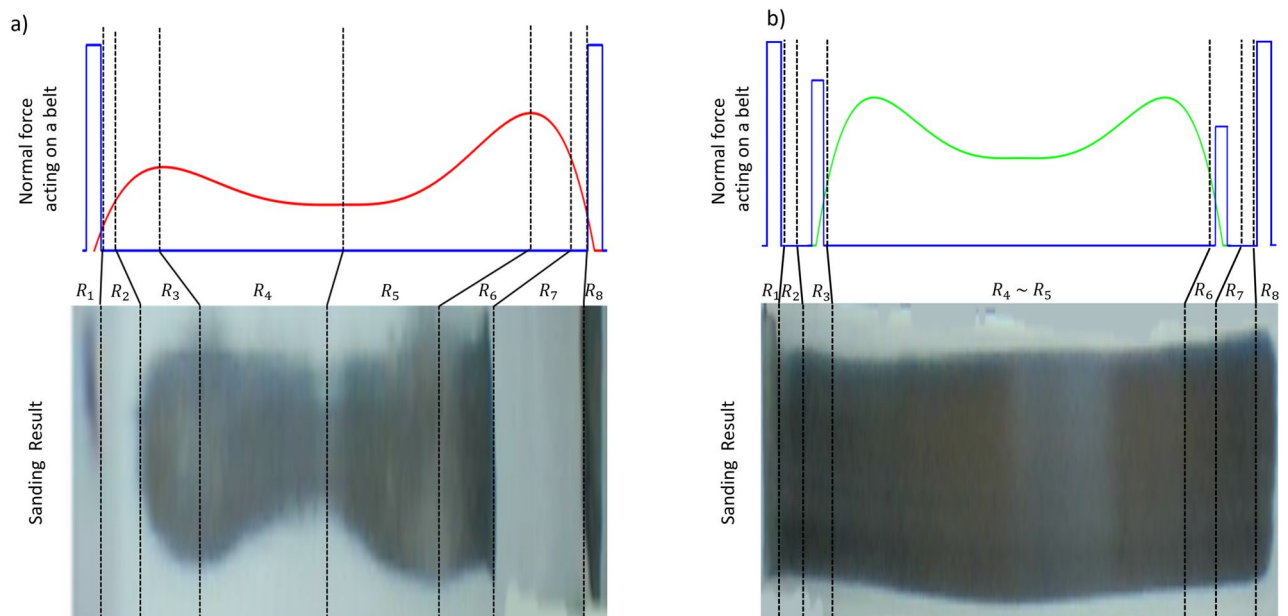 a)
Normal force
acting on a belt
R₁ R₂ R₃ R₄ R₅ R₆ R₇ R₈
Sanding Result
b)
Normal force
acting on a belt
R₁ R₂ R₃ R₄ ~ R₅ R₆ R₇ R₈
Sanding Result